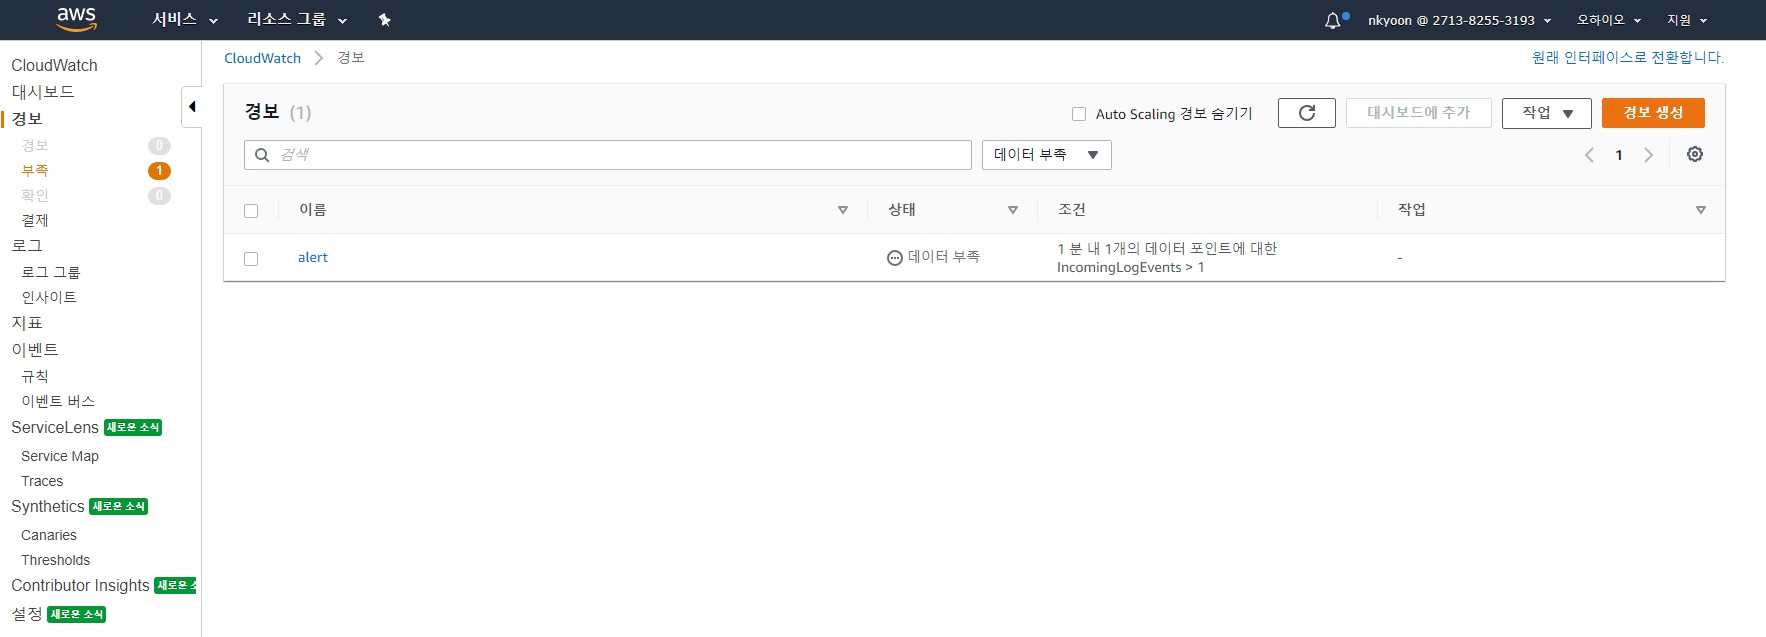 aws 서비스 리소스 그룹 nkyoon @ 2713-8255-3193 오하이오 지원
CloudWatch
대시보드
경보
경보 0
부족 1
확인 0
결제
로그
로그 그룹
인사이트
지표
이벤트
규칙
이벤트 버스
ServiceLens 새로운 소식
Service Map
Traces
Synthetics 새로운 소식
Canaries
Thresholds
Contributor Insights 새로운 소
설정 새로운 소식
CloudWatch 경보 원래 인터페이스로 전환합니다.
경보 (1) Auto Scaling 경보 숨기기 대시보드에 추가 작업 경보 생성
검색 데이터 부족 1
이름 상태 조건 작업
alert 데이터 부족 1 분 내 1개의 데이터 포인트에 대한
IncomingLogEvents > 1 -